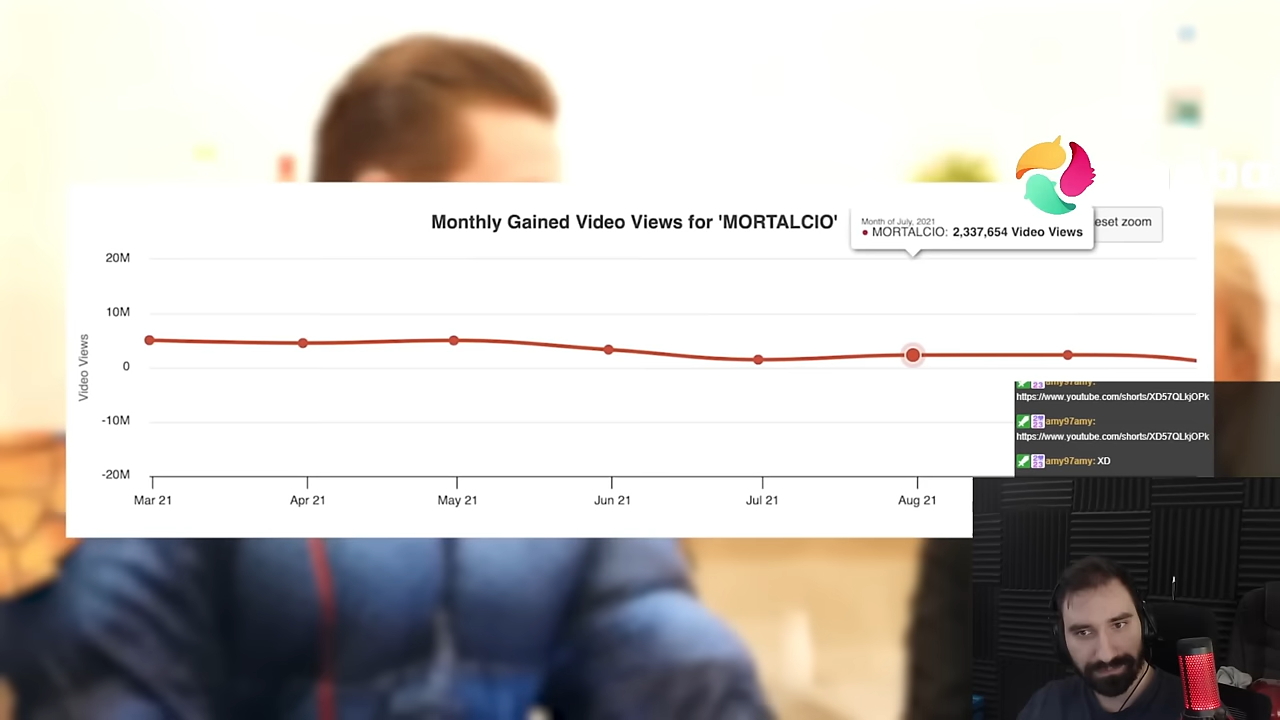 Monthly Gained Video Views for 'MORTALCIO'
Month of July, 2021
MORTALCIO: 2,337,654 Video Views
eset zoom
Video Views
20M
10M
0
-10M
-20M
Mar 21
Apr 21
May 21
Jun 21
Jul 21
Aug 21
amy97amy:
https://www.youtube.com/shorts/XD57QLkjOPk
amy97amy:
https://www.youtube.com/shorts/XD57QLkjOPk
amy97amy: XD